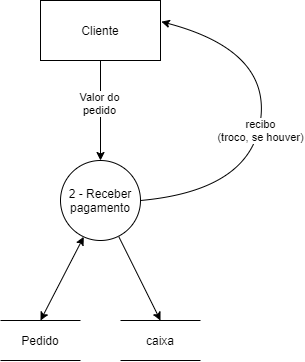 Cliente
Valor do
pedido
recibo
(troco, se houver)
2 - Receber
pagamento
Pedido
caixa